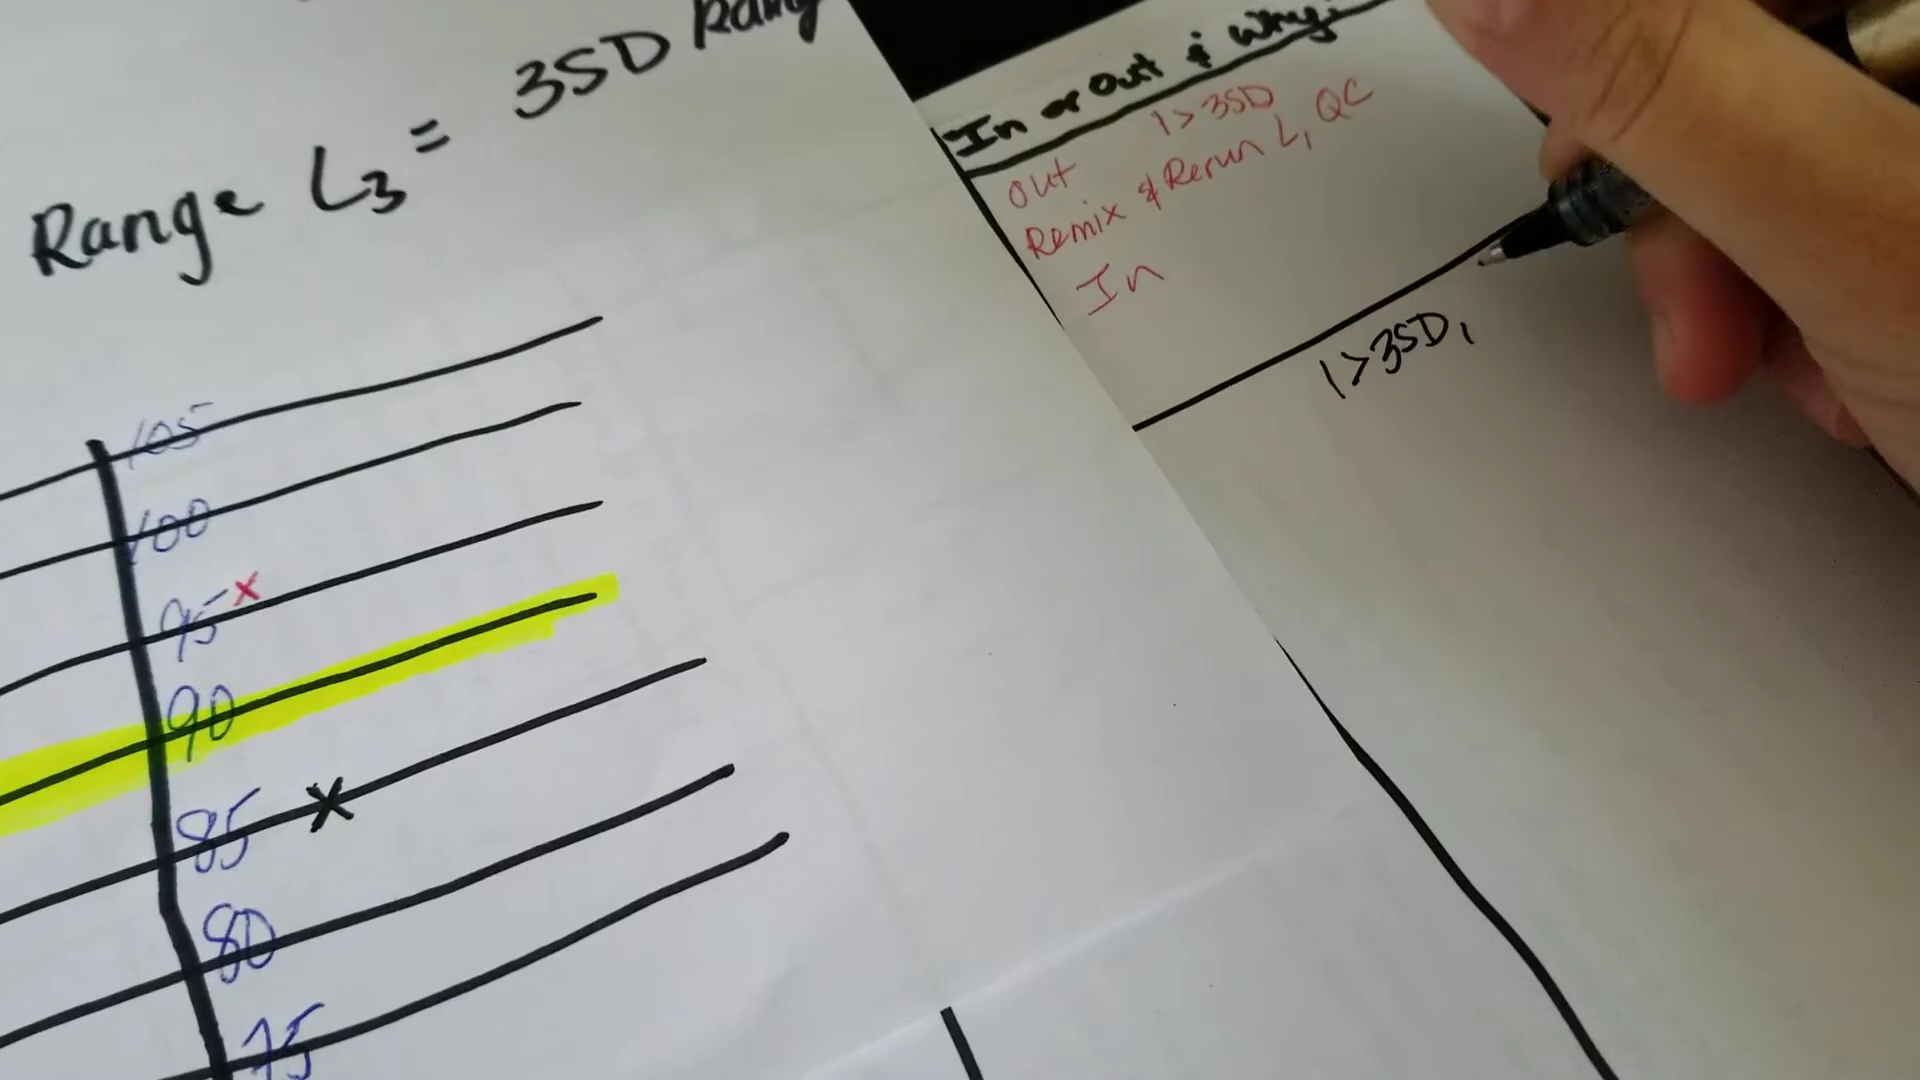 Range L3 = 3SD Rang
105
100
95 x
90
85 x
80
75
In or Out & Why?
out 1>3SD
Remix & Rerun L1 QC
In
1>3SD,